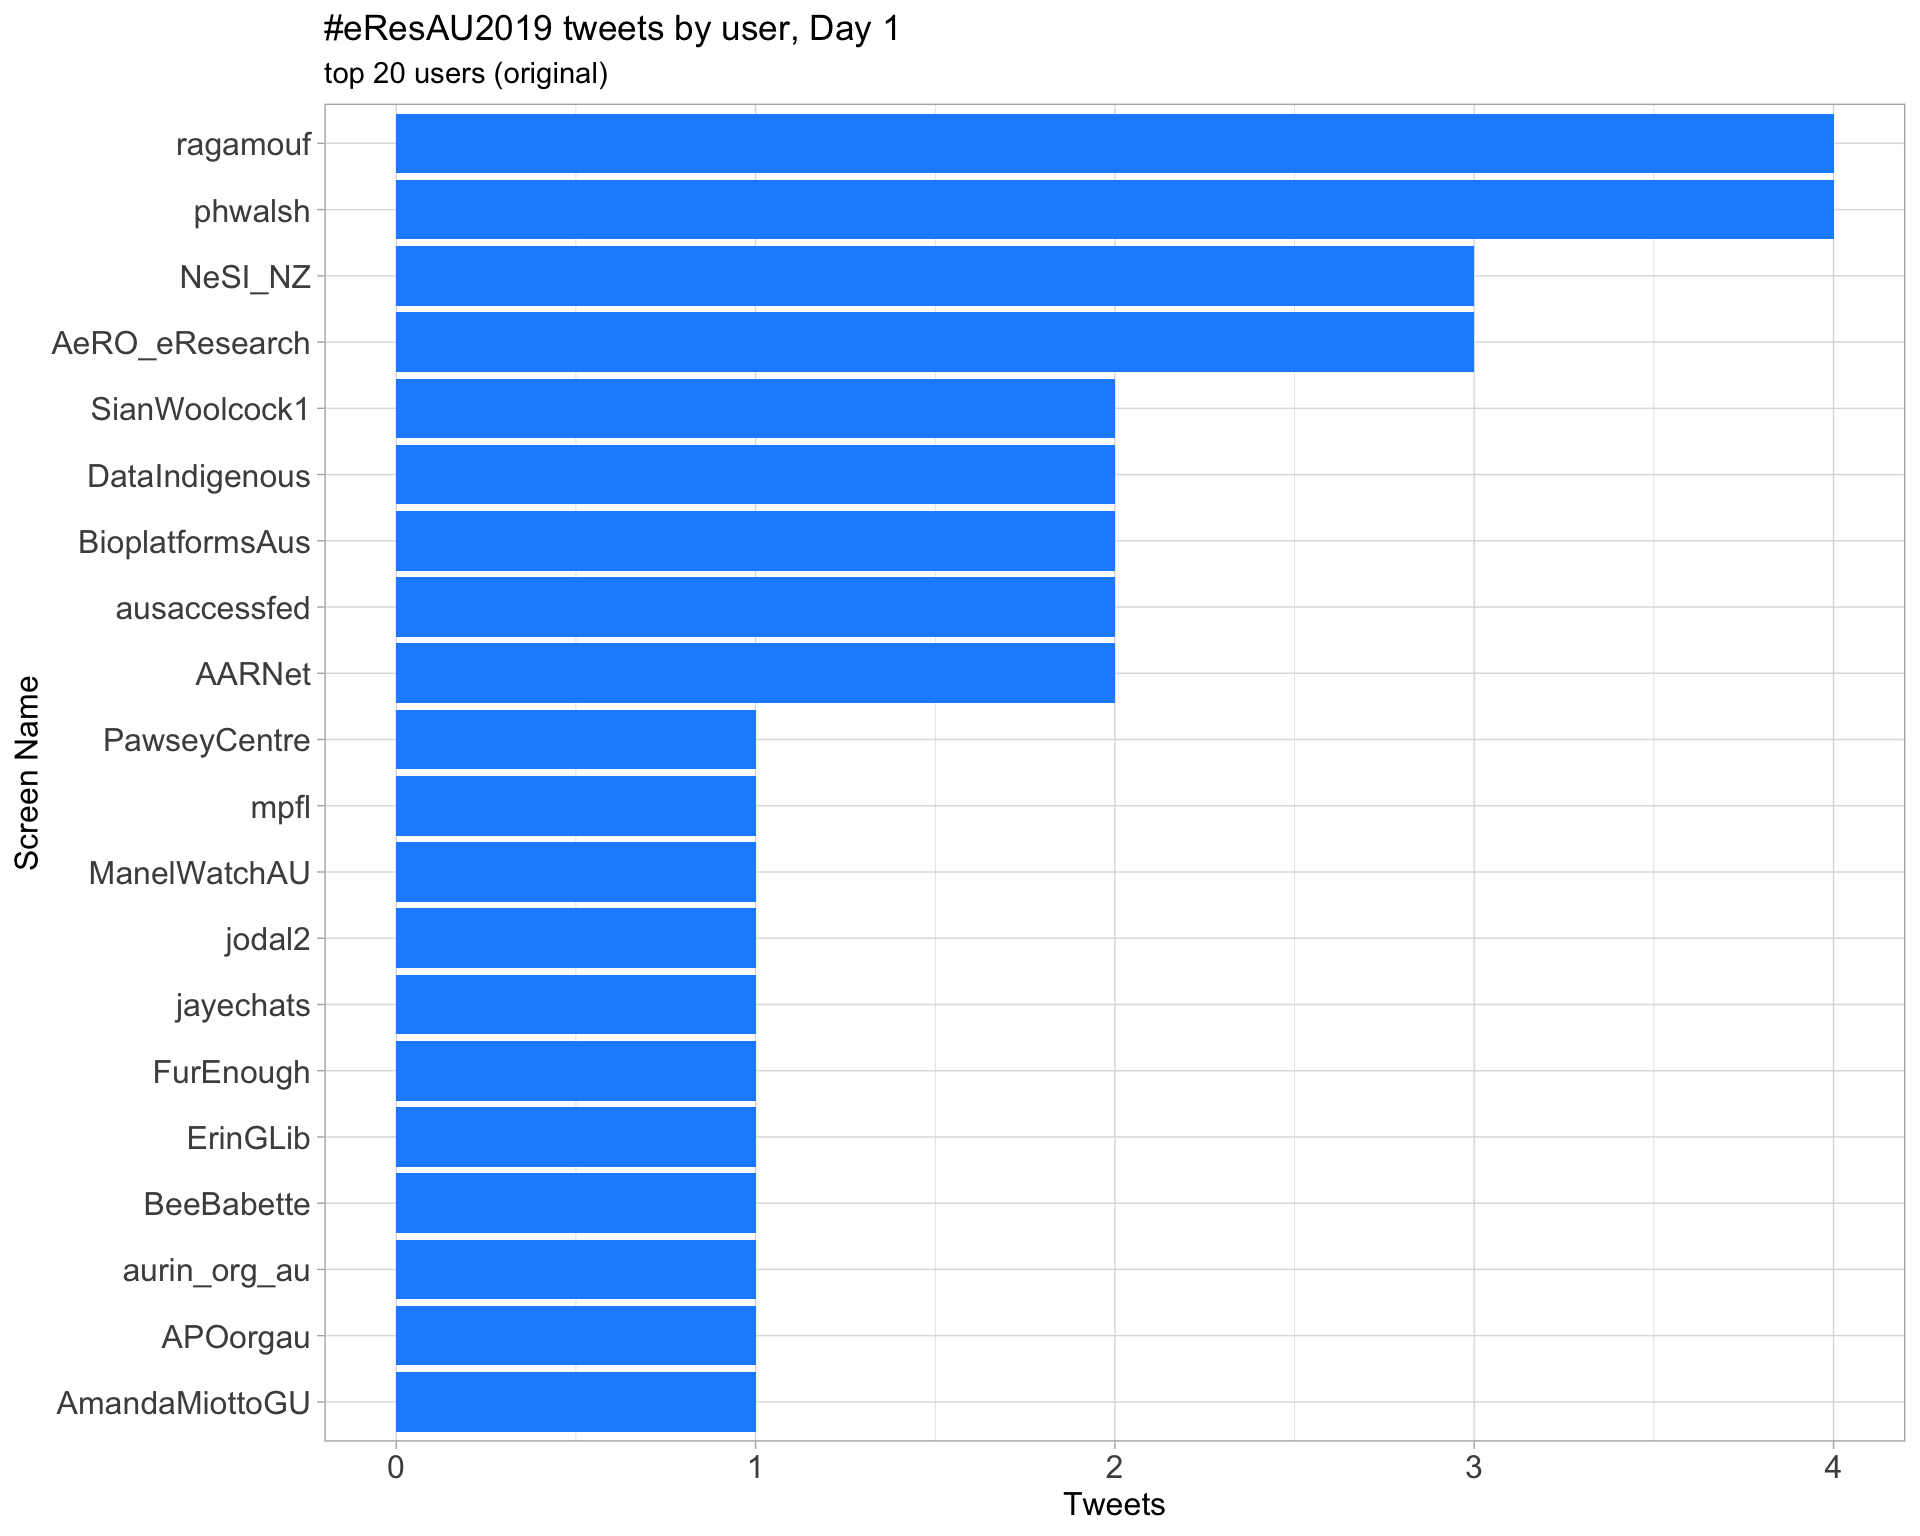 #eResAU2019 tweets by user, Day 1
top 20 users (original)
ragamouf
phwalsh
NeSI_NZ
AeRO_eResearch
SianWoolcock1
DataIndigenous
BioplatformsAus
ausaccessfed
AARNet
PawseyCentre
mpfl
ManelWatchAU
jodal2
jayechats
FurEnough
ErinGLib
BeeBabette
aurin_org_au
APOorgau
AmandaMiottoGU
Screen Name
0 1 2 3 4
Tweets